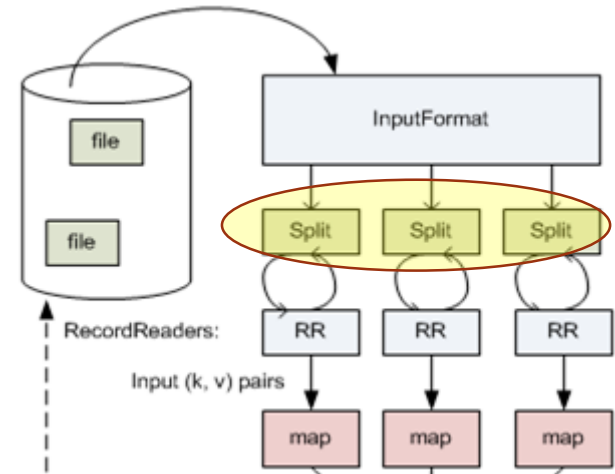 InputFormat
file
Split Split Split
file
RecordReaders: RR RR RR
Input (k, v) pairs
map map map